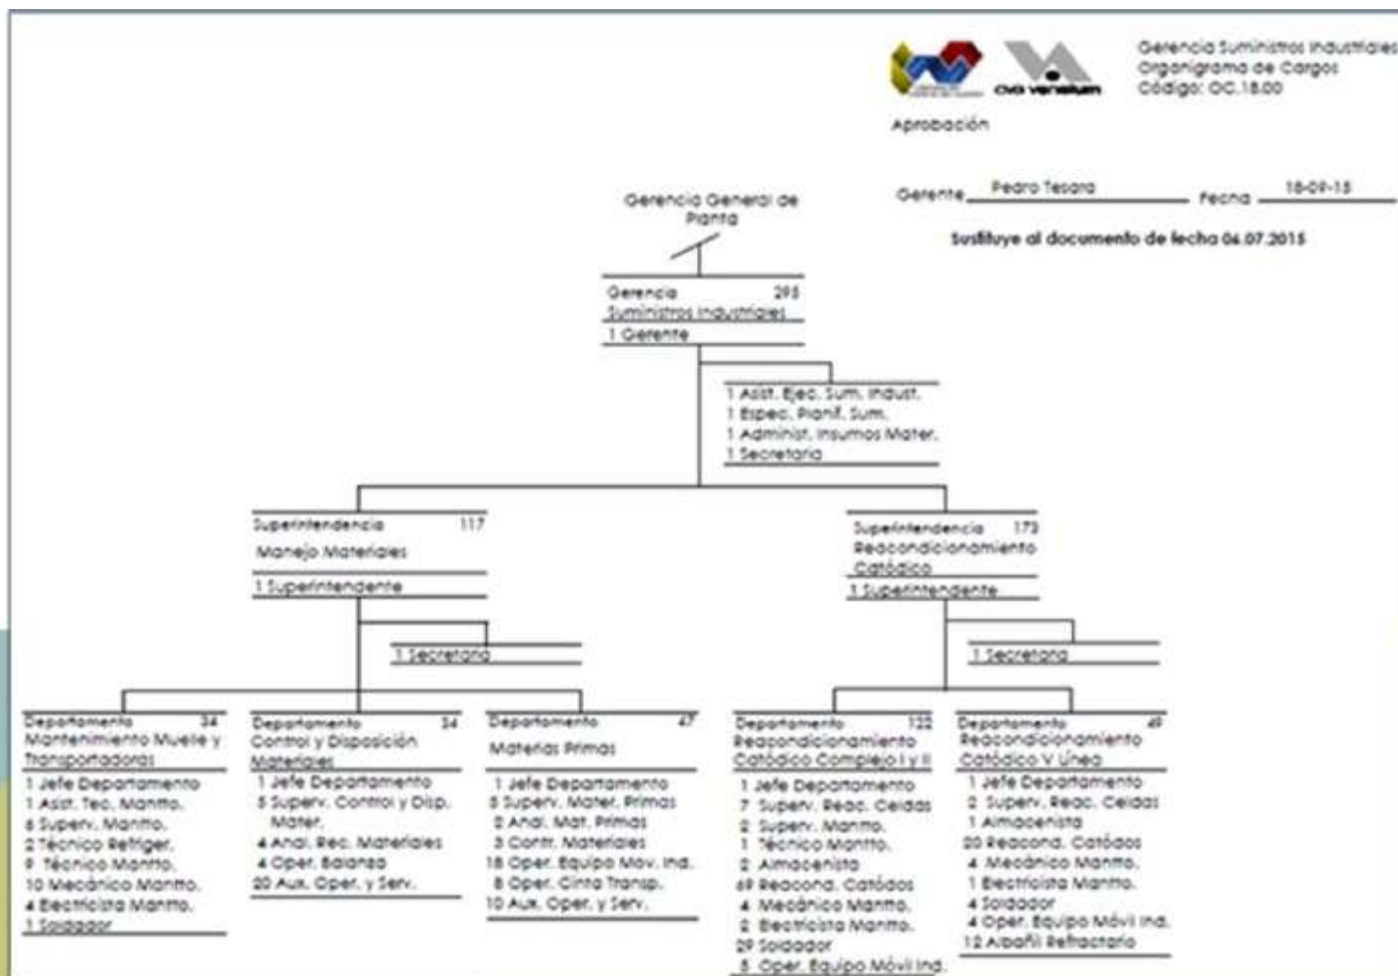 Gerencia Suministros Industriales
Organigrama de Cargos
Código: OC.18.00
CVG venalum
Aprobación
Gerente Pedro Tesara Fecha 18-09-15
Sustituye al documento de fecha 06.07.2015
Gerencia General de
Planta
Gerencia 295
Suministros Industriales
1 Gerente
1 Asist. Ejec. Sum. Indust.
1 Espec. Planif. Sum.
1 Administ. Insumos Mater.
1 Secretaria
Superintendencia 117
Manejo Materiales
1 Superintendente
1 Secretaria
Superintendencia 173
Reacondicionamiento
Catódico
1 Superintendente
1 Secretaria
Departamento 34
Mantenimiento Muelle y
Transportadoras
1 Jefe Departamento
1 Asist. Tec. Mantto.
6 Superv. Mantto.
2 Técnico Refriger.
9 Técnico Mantto.
10 Mecánico Mantto.
4 Electricista Mantto.
1 Soldador
Departamento 34
Control y Disposición
Materiales
1 Jefe Departamento
5 Superv. Control y Disp.
Mater.
4 Anal. Rec. Materiales
4 Oper. Balanza
20 Aux. Oper. y Serv.
Departamento 47
Materias Primas
1 Jefe Departamento
5 Superv. Mater. Primas
2 Anal. Mat. Primas
3 Contr. Materiales
18 Oper. Equipo Mov. Ind.
8 Oper. Cinta Transp.
10 Aux. Oper. y Serv.
Departamento 122
Reacondicionamiento
Catódico Complejo I y II
1 Jefe Departamento
7 Superv. Reac. Celdas
2 Superv. Mantto.
1 Técnico Mantto.
2 Almacenista
69 Reacond. Catódos
4 Mecánico Mantto.
2 Electricista Mantto.
29 Soldador
5 Oper. Equipo Móvil Ind.
Departamento 49
Reacondicionamiento
Catódico V Línea
1 Jefe Departamento
2 Superv. Reac. Celdas
1 Almacenista
20 Reacond. Catódos
4 Mecánico Mantto.
1 Electricista Mantto.
4 Soldador
4 Oper. Equipo Móvil Ind.
12 Albañil Refractario